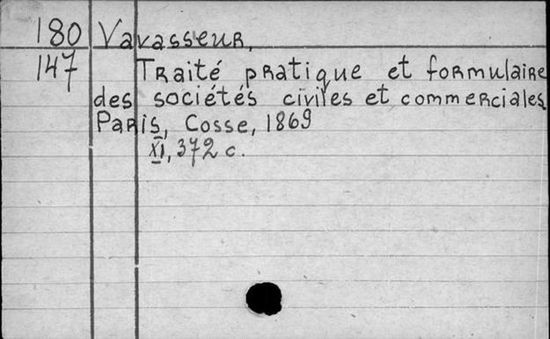 180 Vavasseur,
147 Traité pratique et formulaire
des sociétés civiles et commerciales
Paris, Cosse, 1869
XI, 372 c.